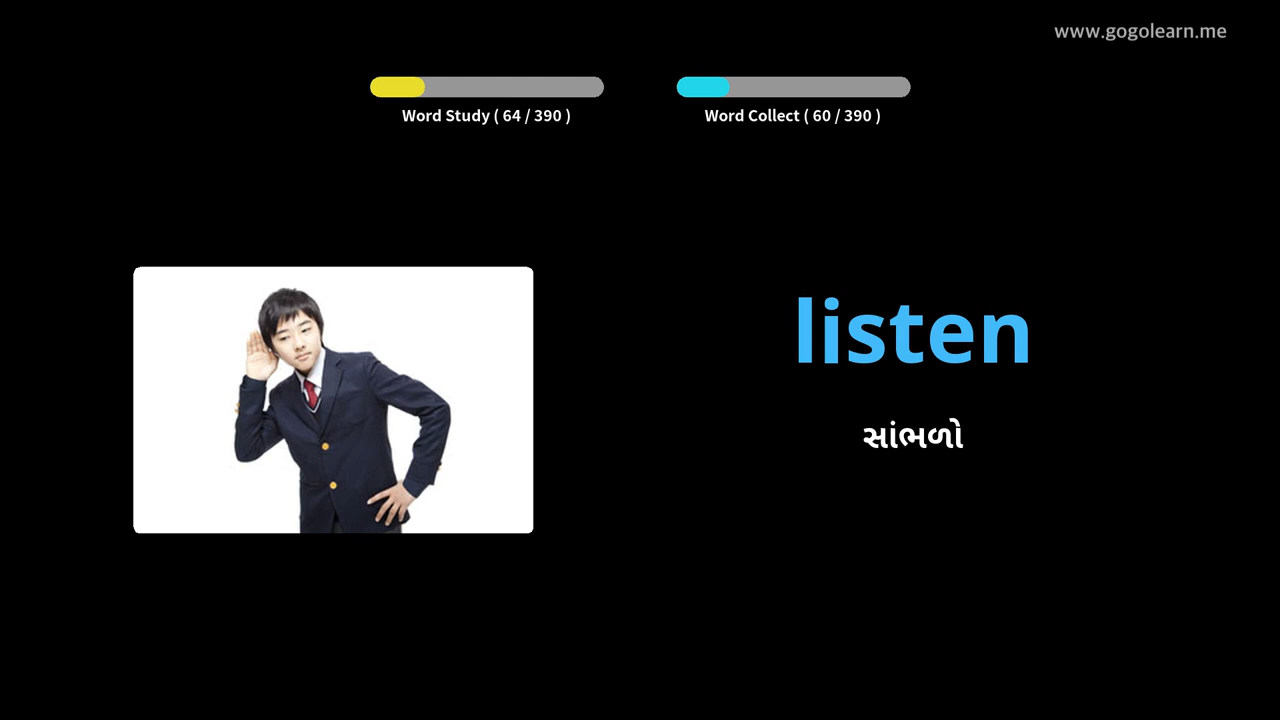 www.gogolearn.me
Word Study ( 64 / 390 )
Word Collect ( 60 / 390 )
listen
સાંભળો